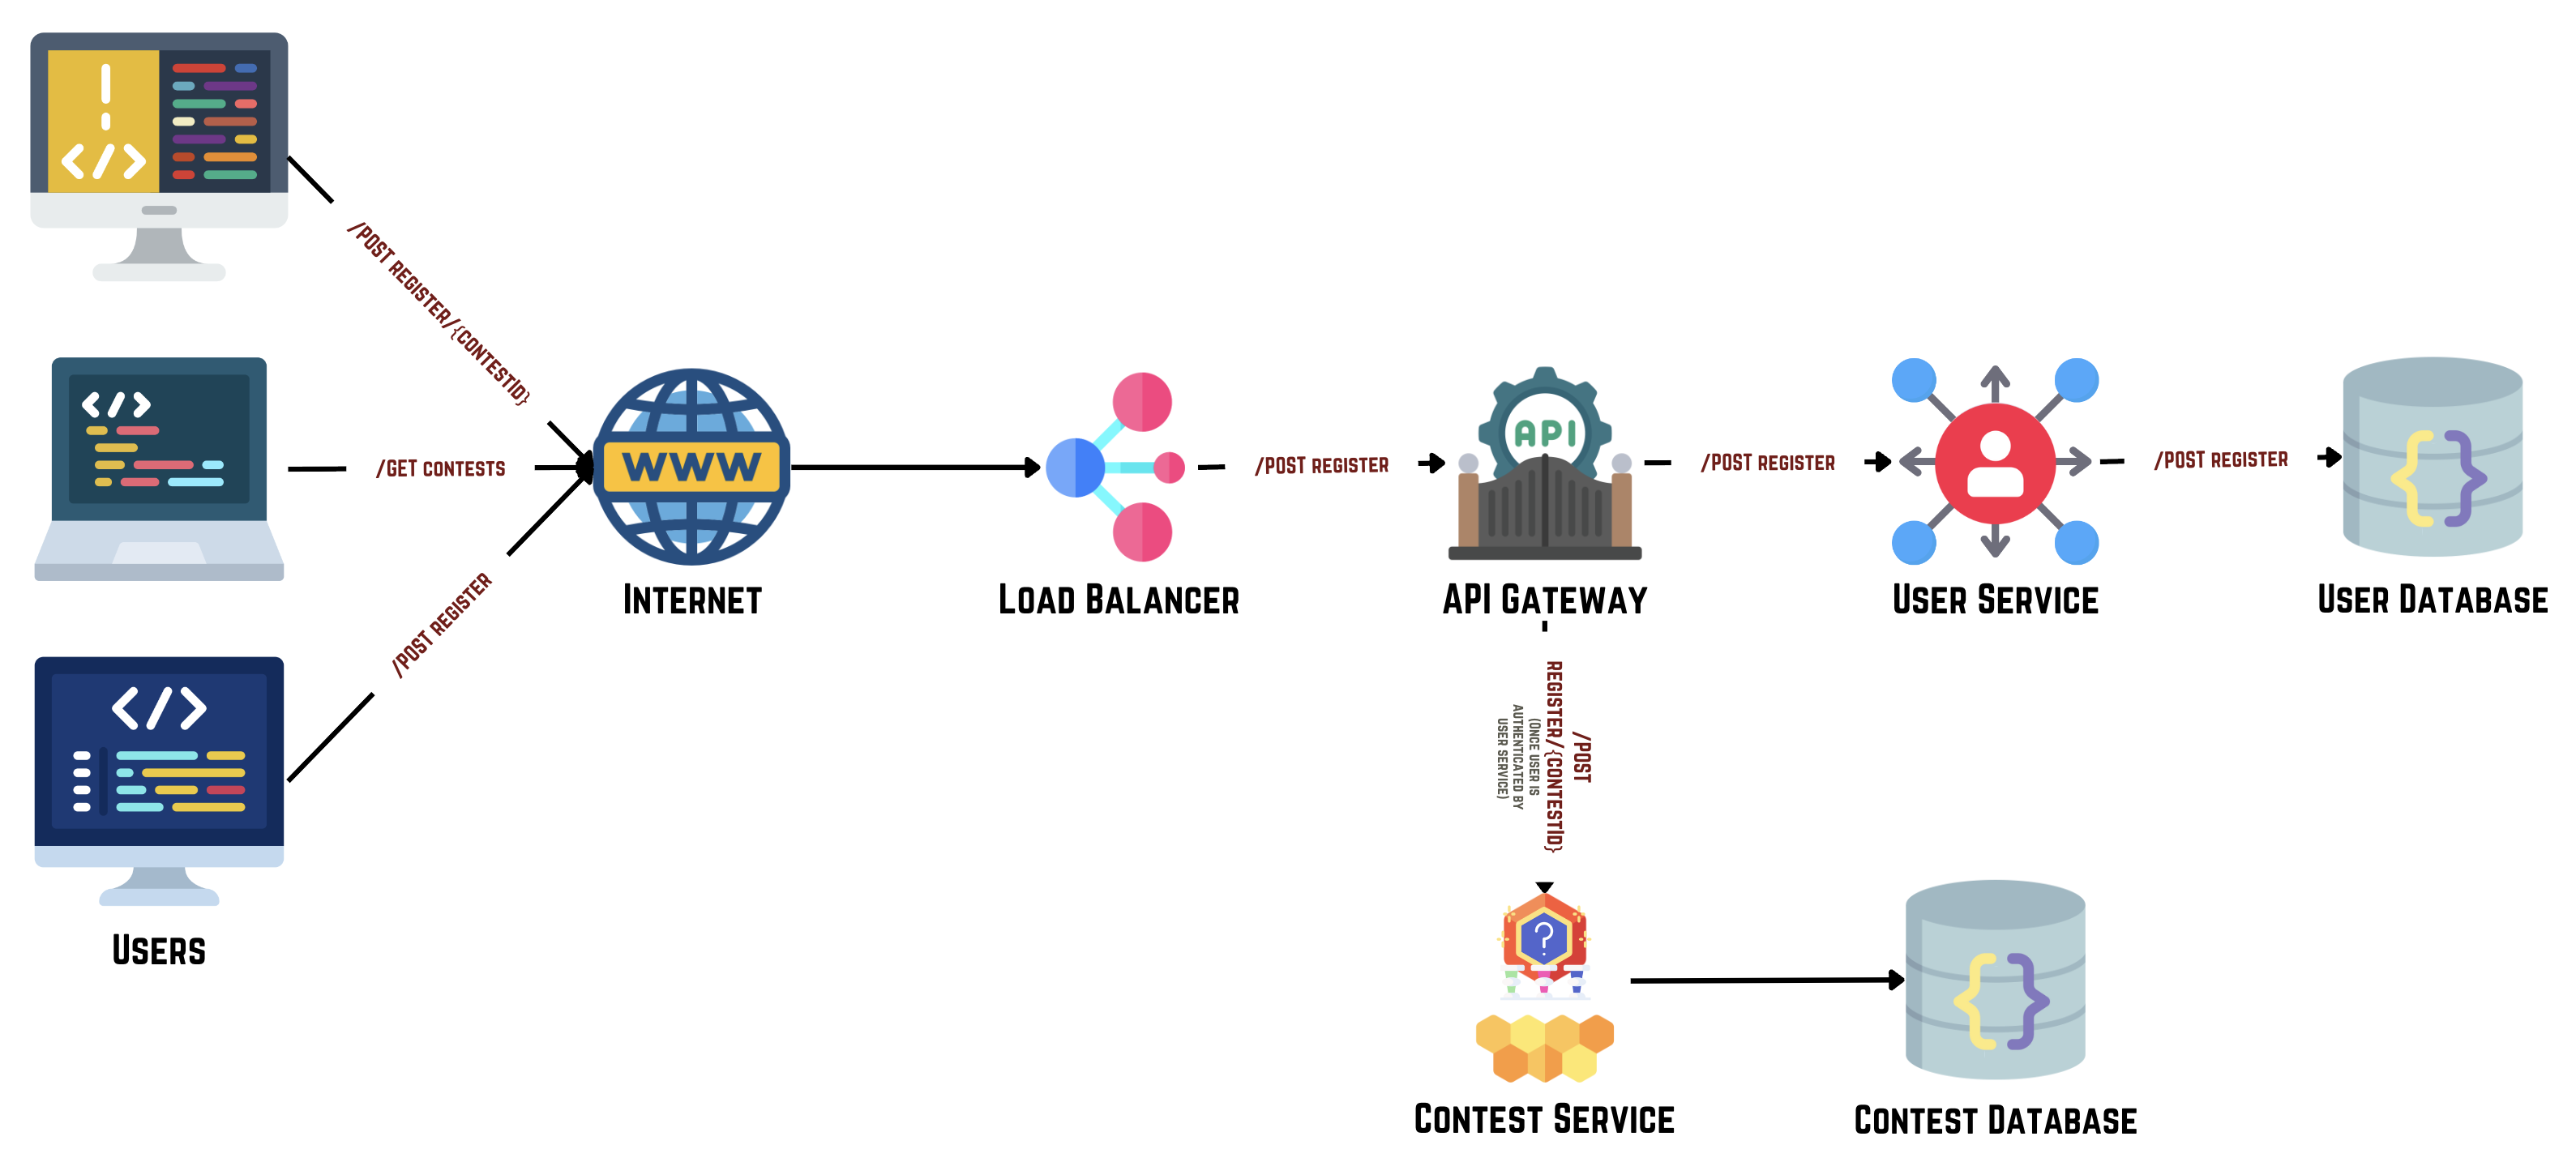 </>
/POST REGISTER/{CONTESTID}
</>
/GET CONTESTS
WWW
INTERNET
/POST REGISTER
</>
USERS
LOAD BALANCER
/POST REGISTER
API
API GATEWAY
/POST REGISTER
USER SERVICE
/POST REGISTER
{ }
USER DATABASE
/POST
REGISTER/{CONTESTID}
(ONCE USER IS
AUTHENTICATED BY
USER SERVICE)
?
CONTEST SERVICE
{ }
CONTEST DATABASE